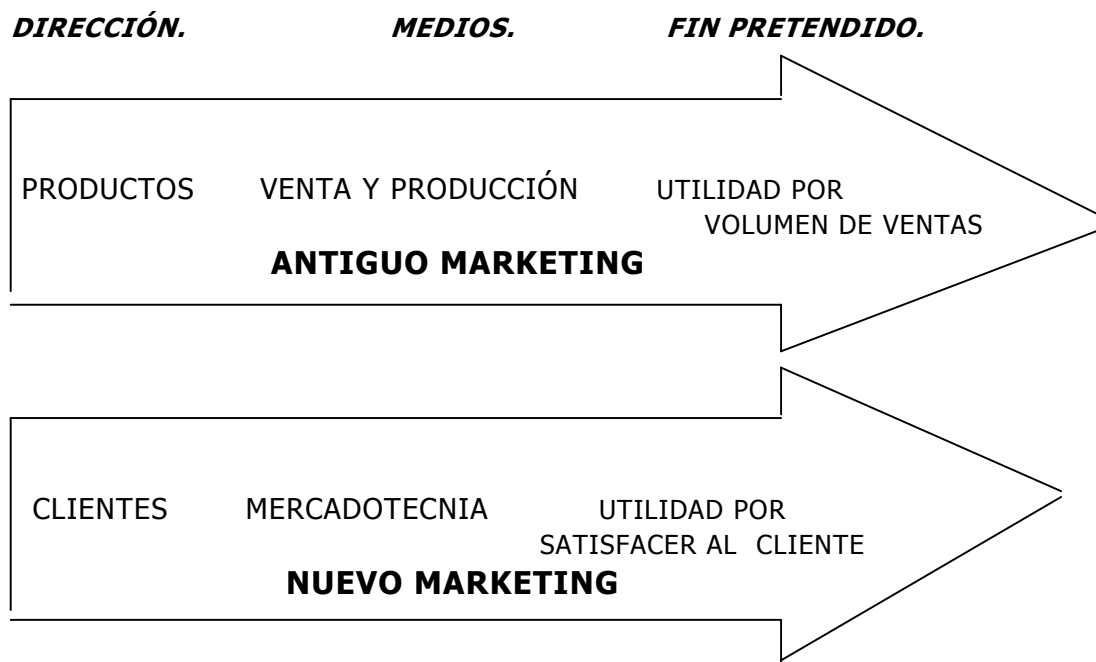 DIRECCIÓN. MEDIOS. FIN PRETENDIDO.
PRODUCTOS VENTA Y PRODUCCIÓN UTILIDAD POR
VOLUMEN DE VENTAS
ANTIGUO MARKETING
CLIENTES MERCADOTECNIA UTILIDAD POR
SATISFACER AL CLIENTE
NUEVO MARKETING